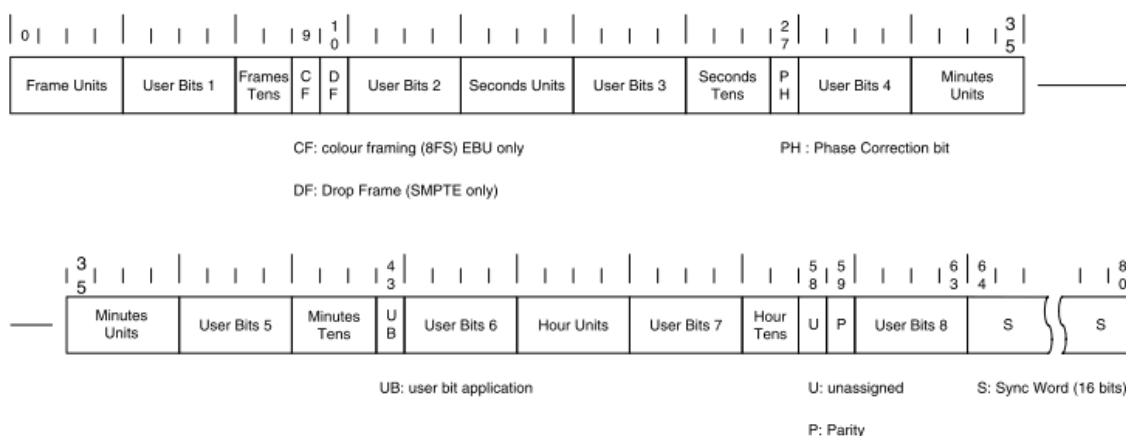 0 9 10 27 35
Frame Units User Bits 1 Frames Tens CF DF User Bits 2 Seconds Units User Bits 3 Seconds Tens PH User Bits 4 Minutes Units
CF: colour framing (8FS) EBU only PH : Phase Correction bit
DF: Drop Frame (SMPTE only)
35 43 58 59 63 64 80
Minutes Units User Bits 5 Minutes Tens UB User Bits 6 Hour Units User Bits 7 Hour Tens U P User Bits 8 S S
UB: user bit application U: unassigned S: Sync Word (16 bits)
P: Parity